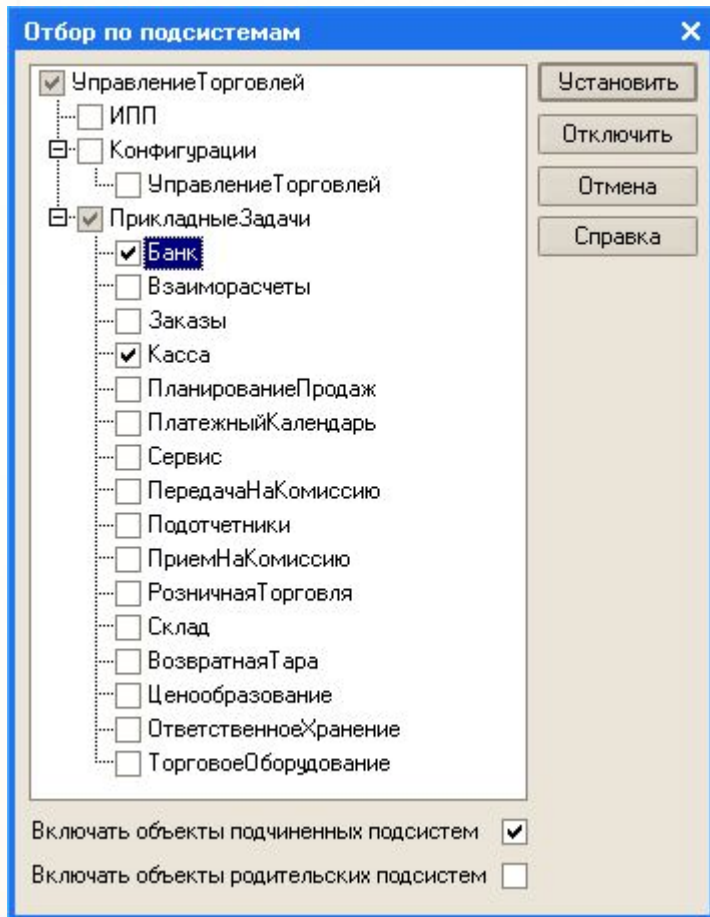 Отбор по подсистемам
УправлениеТорговлей
ИПП
Конфигурации
УправлениеТорговлей
ПрикладныеЗадачи
Банк
Взаиморасчеты
Заказы
Касса
ПланированиеПродаж
ПлатежныйКалендарь
Сервис
ПередачаНаКомиссию
Подотчетники
ПриемНаКомиссию
РозничнаяТорговля
Склад
ВозвратнаяТара
Ценообразование
ОтветственноеХранение
ТорговоеОборудование
Установить
Отключить
Отмена
Справка
Включать объекты подчиненных подсистем
Включать объекты родительских подсистем